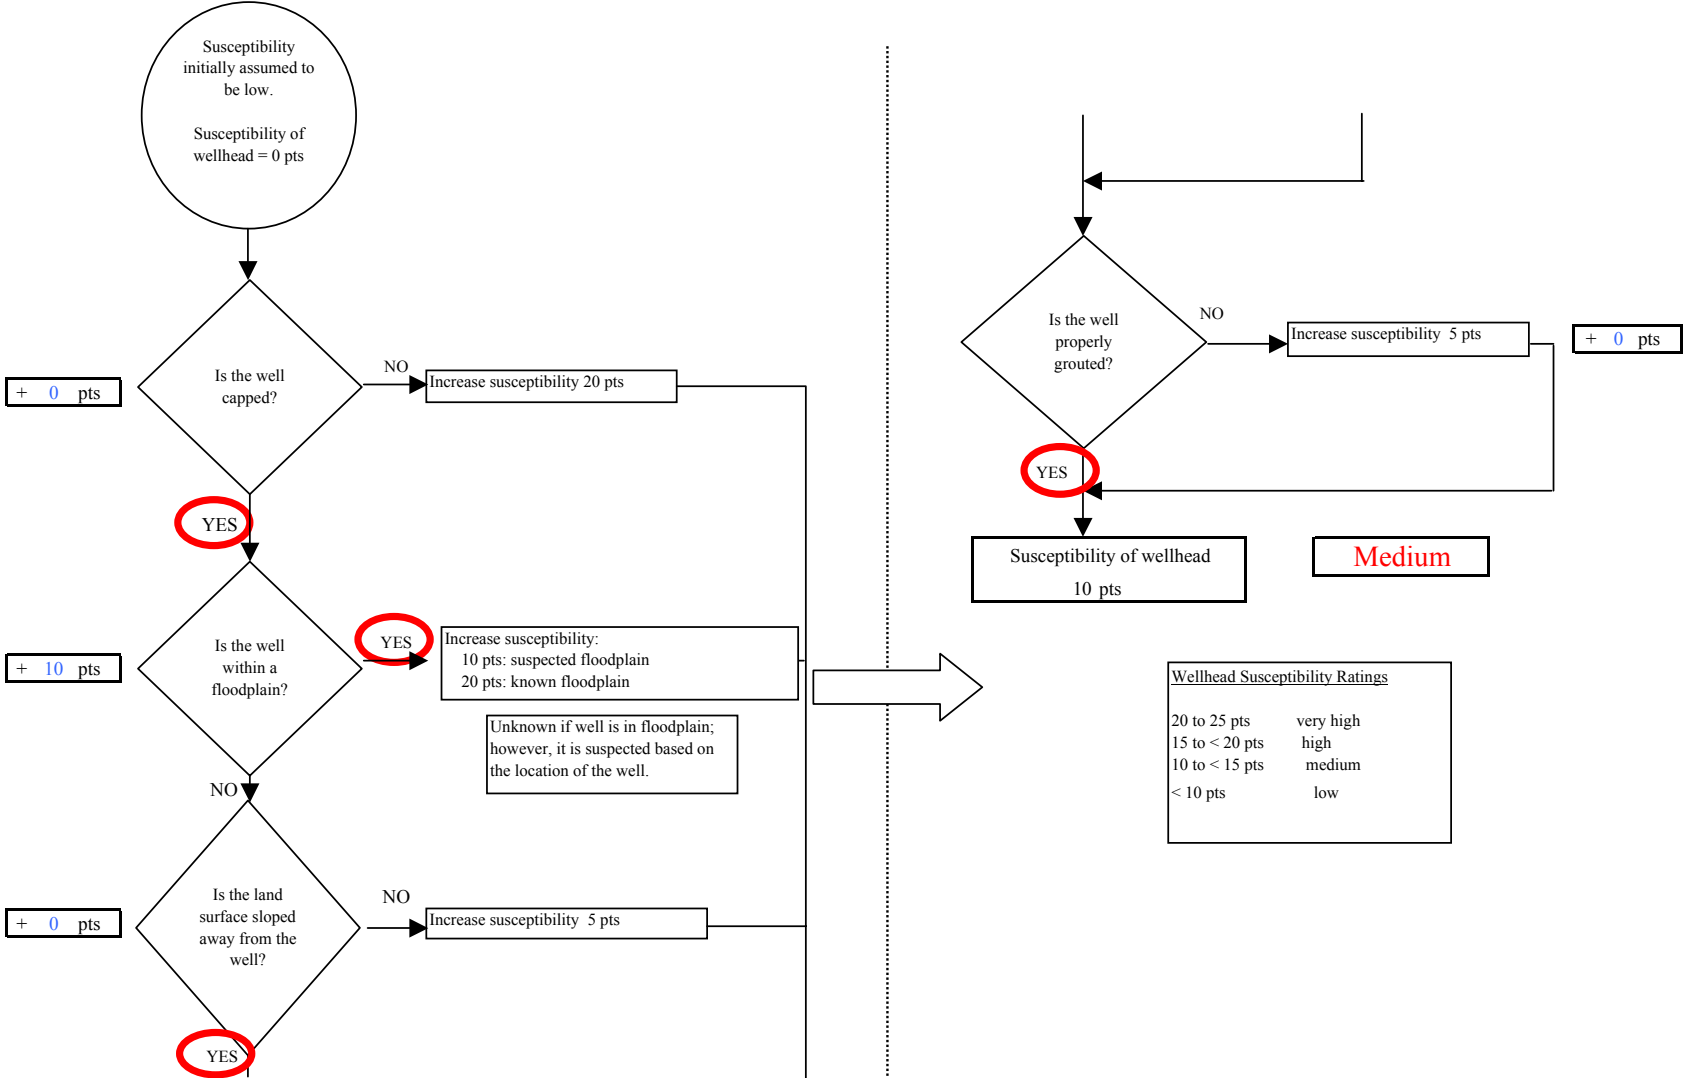 Susceptibility
initially assumed to
be low.
Susceptibility of
wellhead = 0 pts
Is the well
capped?
NO
Increase susceptibility 20 pts
+ 0 pts
YES
Is the well
within a
floodplain?
YES
Increase susceptibility:
10 pts: suspected floodplain
20 pts: known floodplain
+ 10 pts
Unknown if well is in floodplain;
however, it is suspected based on
the location of the well.
NO
Is the land
surface sloped
away from the
well?
NO
Increase susceptibility 5 pts
+ 0 pts
YES
Is the well
properly
grouted?
NO
Increase susceptibility 5 pts
+ 0 pts
YES
Susceptibility of wellhead
10 pts
Medium
Wellhead Susceptibility Ratings
20 to 25 pts very high
15 to < 20 pts high
10 to < 15 pts medium
< 10 pts low